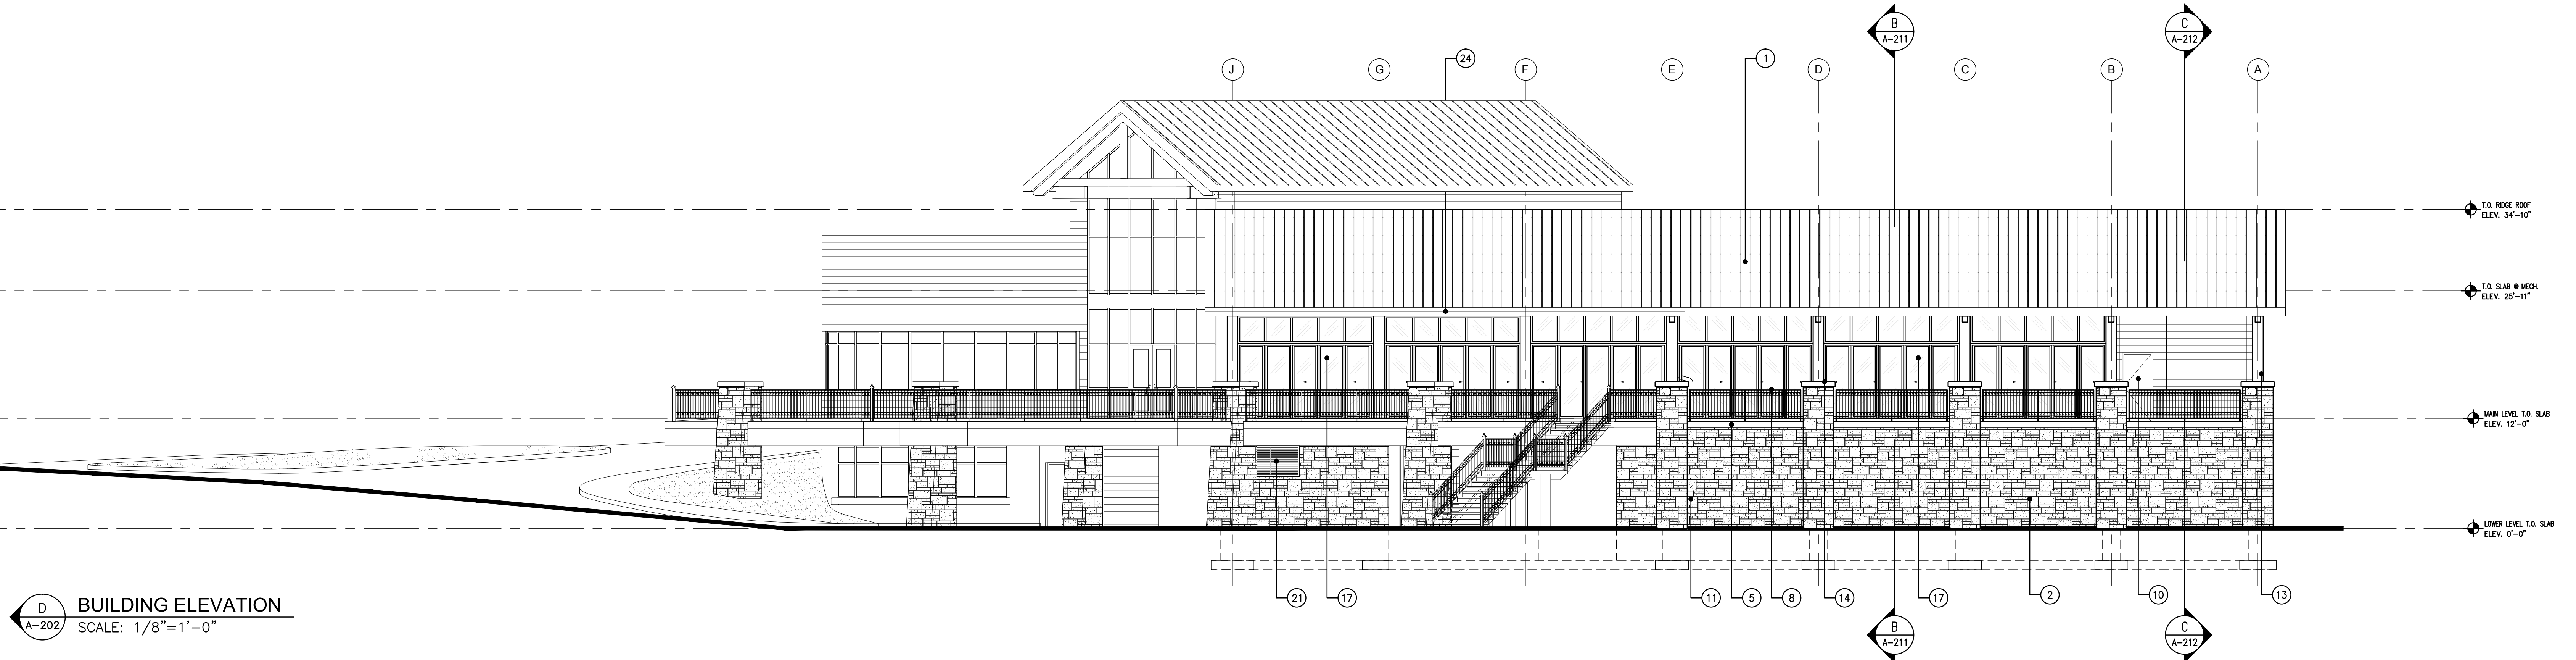 B
A-211
C
A-212
24
1
J
G
F
E
D
C
B
A
T.O. RIDGE ROOF
ELEV. 34'-10"
T.O. SLAB @ MECH.
ELEV. 25'-11"
MAIN LEVEL T.O. SLAB
ELEV. 12'-0"
LOWER LEVEL T.O. SLAB
ELEV. 0'-0"
21
17
11
5
8
14
17
2
10
13
D
A-202
BUILDING ELEVATION
SCALE: 1/8"=1'-0"
B
A-211
C
A-212